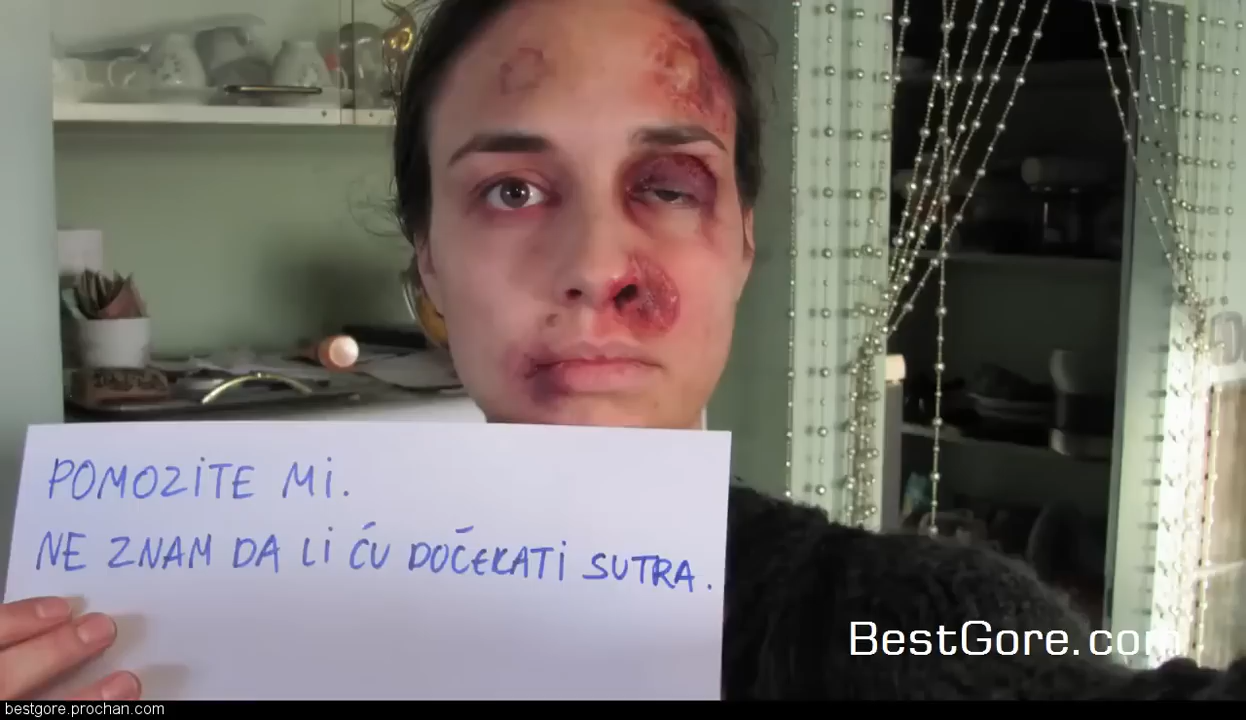 POMOZITE MI.
NE ZNAM DA LI ĆU DOČEKATI SUTRA.
BestGore.com
bestgore.prochan.com